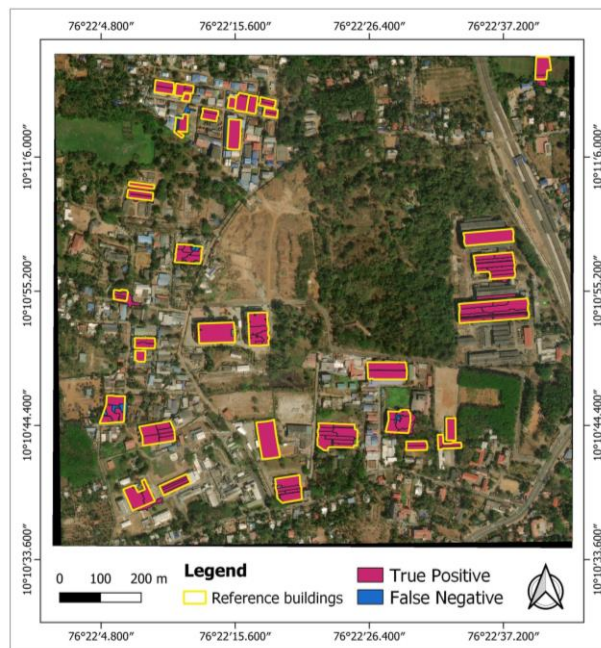 76°22′4.800″ 76°22′15.600″ 76°22′26.400″ 76°22′37.200″
10°11′6.000″ 10°11′6.000″
10°10′55.200″ 10°10′55.200″
10°10′44.400″ 10°10′44.400″
10°10′33.600″ 10°10′33.600″
Legend
True Positive
0 100 200 m
Reference buildings
False Negative
76°22′4.800″ 76°22′15.600″ 76°22′26.400″ 76°22′37.200″